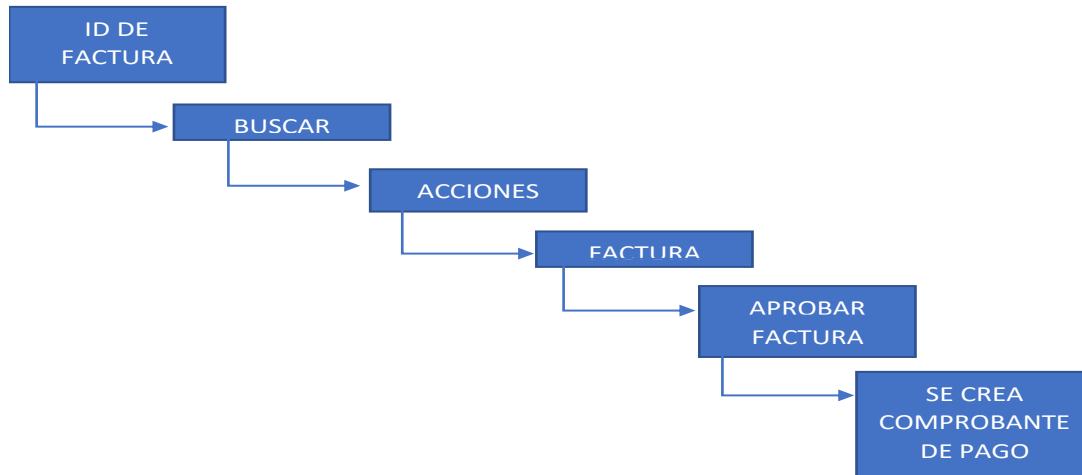 ID DE
FACTURA
BUSCAR
ACCIONES
FACTURA
APROBAR
FACTURA
SE CREA
COMPROBANTE
DE PAGO